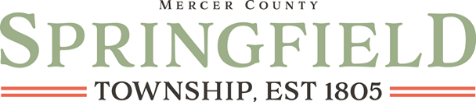 MERCER COUNTY
SPRINGFIELD
TOWNSHIP, EST 1805